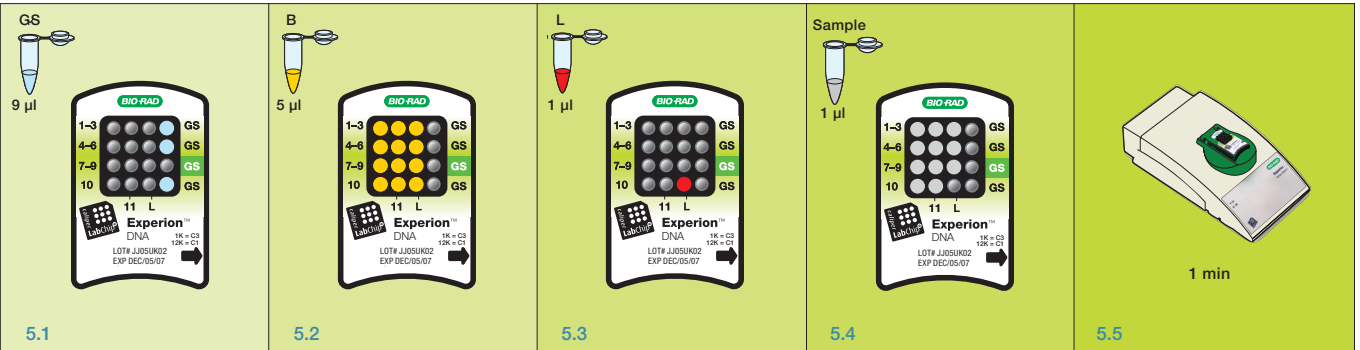 GS
9 µl
BIO-RAD
1–3 GS
4–6 GS
7–9 GS
10 GS
11 L
caliper
LabChip
Experion™
DNA
1K = C3
12K = C1
LOT# JJ05UK02
EXP DEC/05/07
5.1
B
5 µl
BIO-RAD
1–3 GS
4–6 GS
7–9 GS
10 GS
11 L
caliper
LabChip
Experion™
DNA
1K = C3
12K = C1
LOT# JJ05UK02
EXP DEC/05/07
5.2
L
1 µl
BIO-RAD
1–3 GS
4–6 GS
7–9 GS
10 GS
11 L
caliper
LabChip
Experion™
DNA
1K = C3
12K = C1
LOT# JJ05UK02
EXP DEC/05/07
5.3
Sample
1 µl
BIO-RAD
1–3 GS
4–6 GS
7–9 GS
10 GS
11 L
caliper
LabChip
Experion™
DNA
1K = C3
12K = C1
LOT# JJ05UK02
EXP DEC/05/07
5.4
1 min
5.5